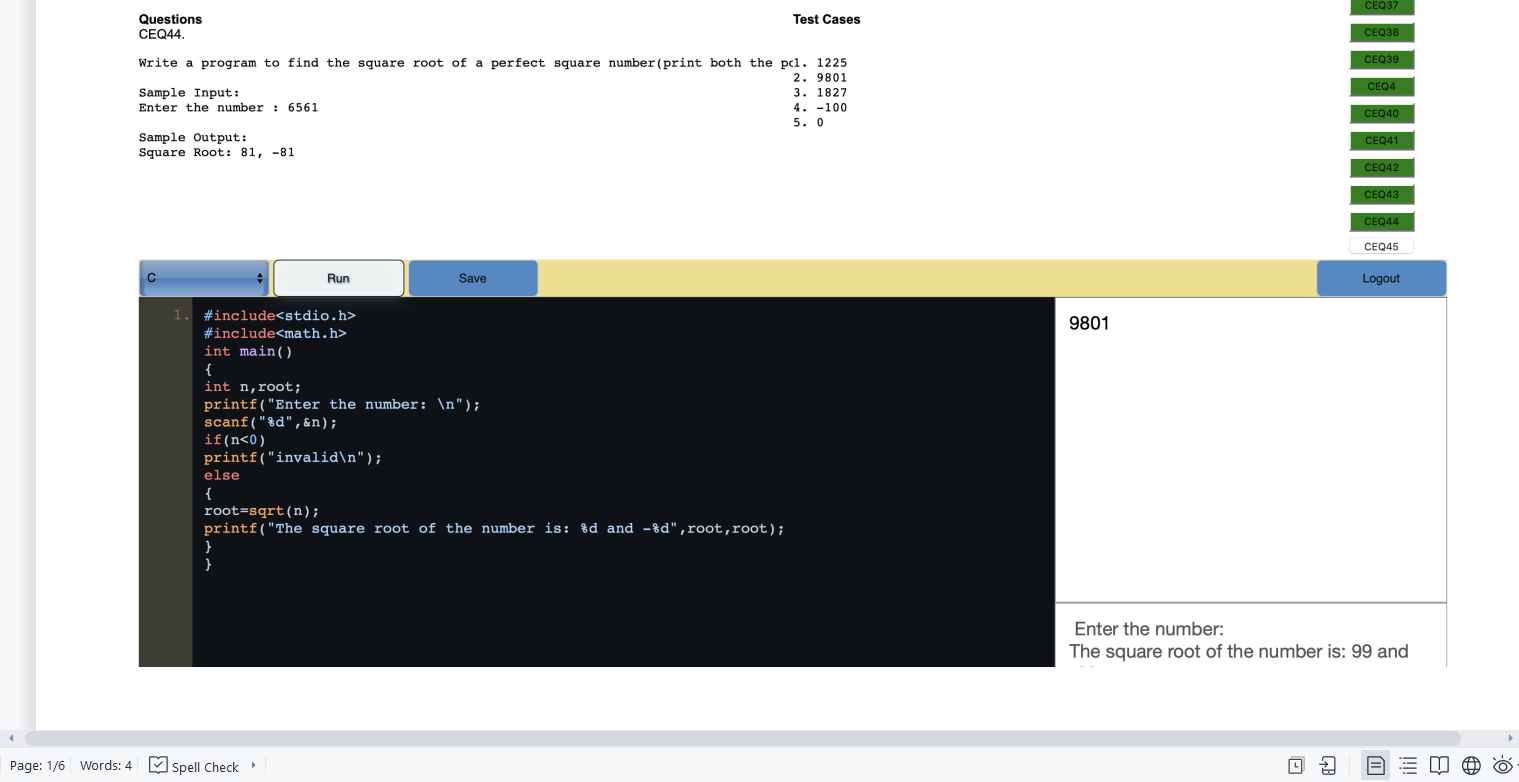 Questions
CEQ44.
Write a program to find the square root of a perfect square number(print both the
Sample Input:
Enter the number : 6561
Sample Output:
Square Root: 81, -81
Test Cases
1. 1225
2. 9801
3. 1827
4. -100
5. 0
CEQ37
CEQ38
CEQ39
CEQ4
CEQ40
CEQ41
CEQ42
CEQ43
CEQ44
CEQ45
C
Run
Save
Logout
1.
#include<stdio.h>
#include<math.h>
int main()
{
int n,root;
printf("Enter the number: \n");
scanf("%d",&n);
if(n<0)
printf("invalid\n");
else
{
root=sqrt(n);
printf("The square root of the number is: %d and -%d",root,root);
}
}
9801
Enter the number:
The square root of the number is: 99 and
Page: 1/6 Words: 4 Spell Check